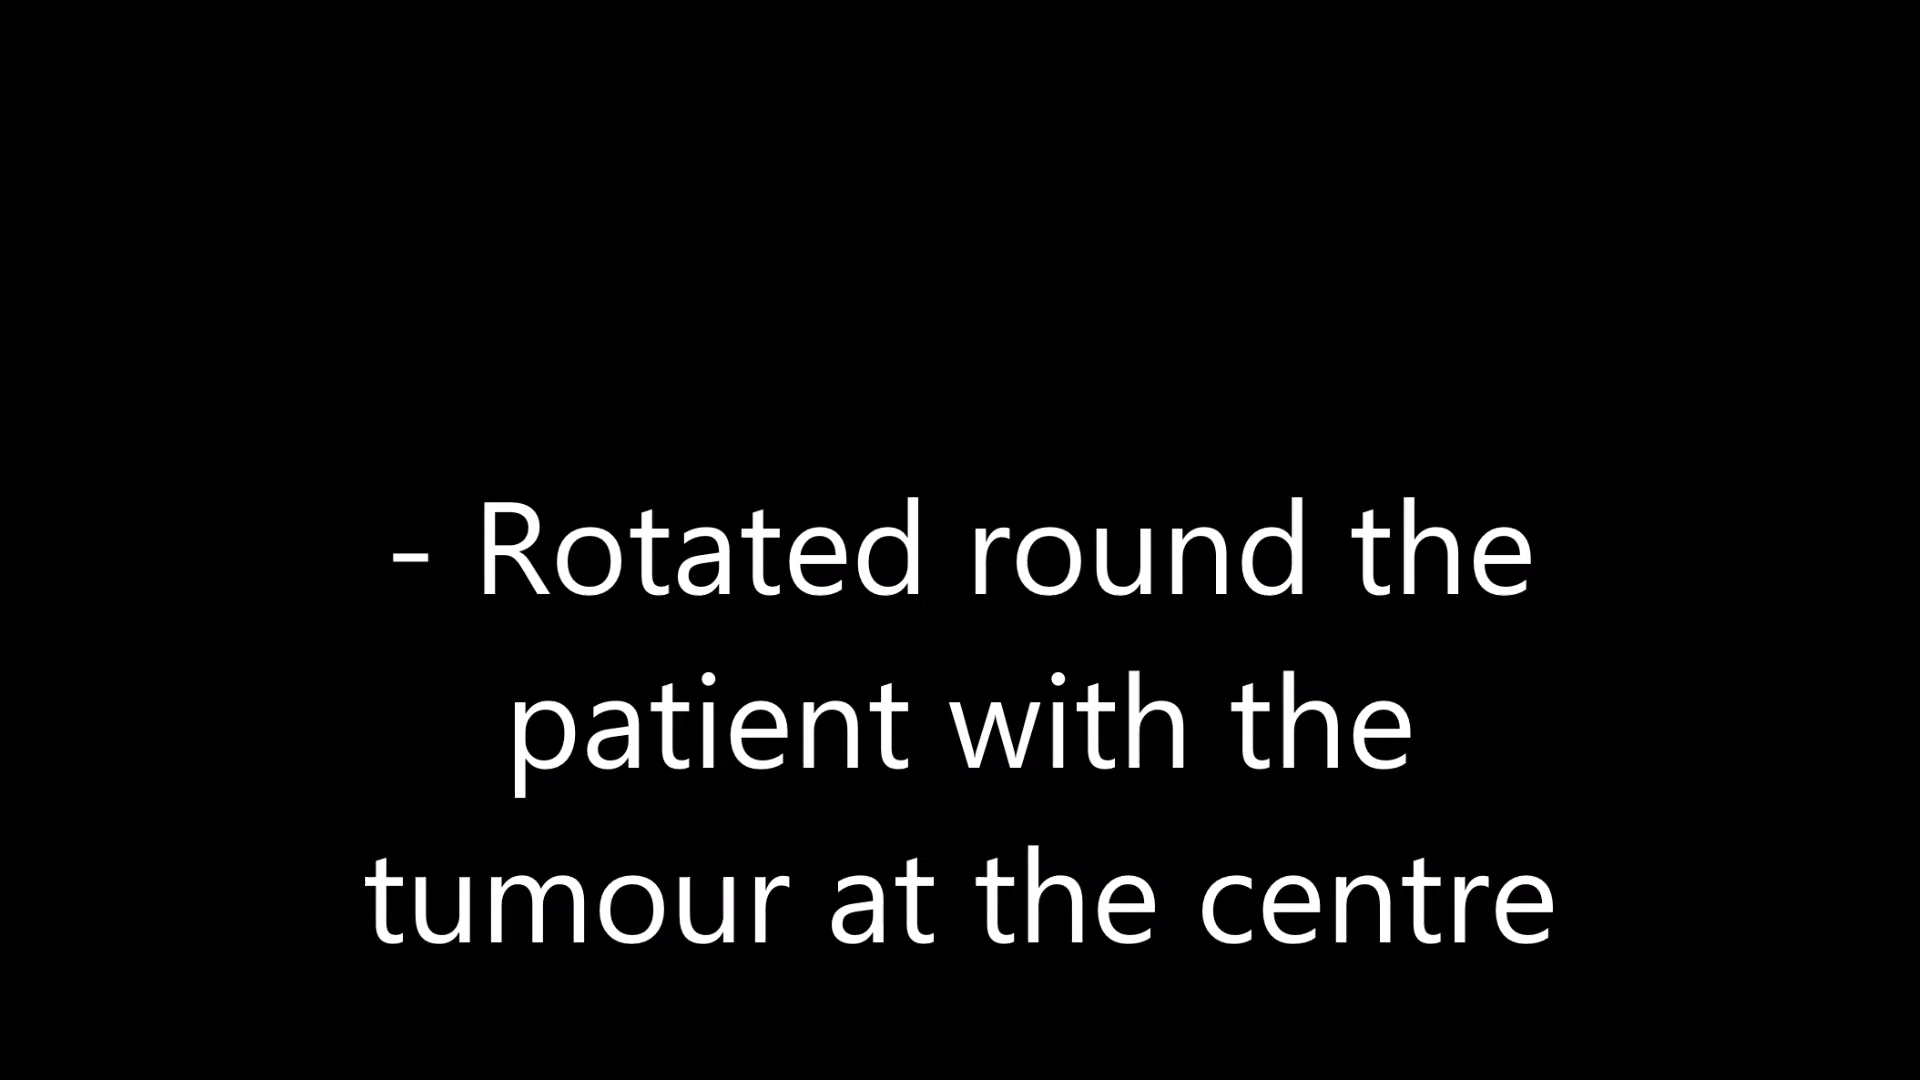 - Rotated round the
patient with the
tumour at the centre